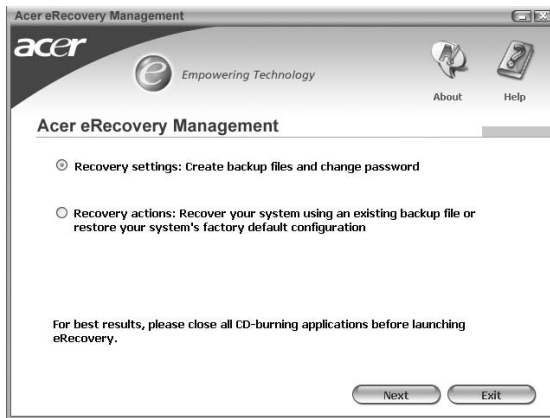 Acer eRecovery Management
acer
e Empowering Technology
About Help
Acer eRecovery Management
Recovery settings: Create backup files and change password
Recovery actions: Recover your system using an existing backup file or
restore your system's factory default configuration
For best results, please close all CD-burning applications before launching
eRecovery.
Next Exit